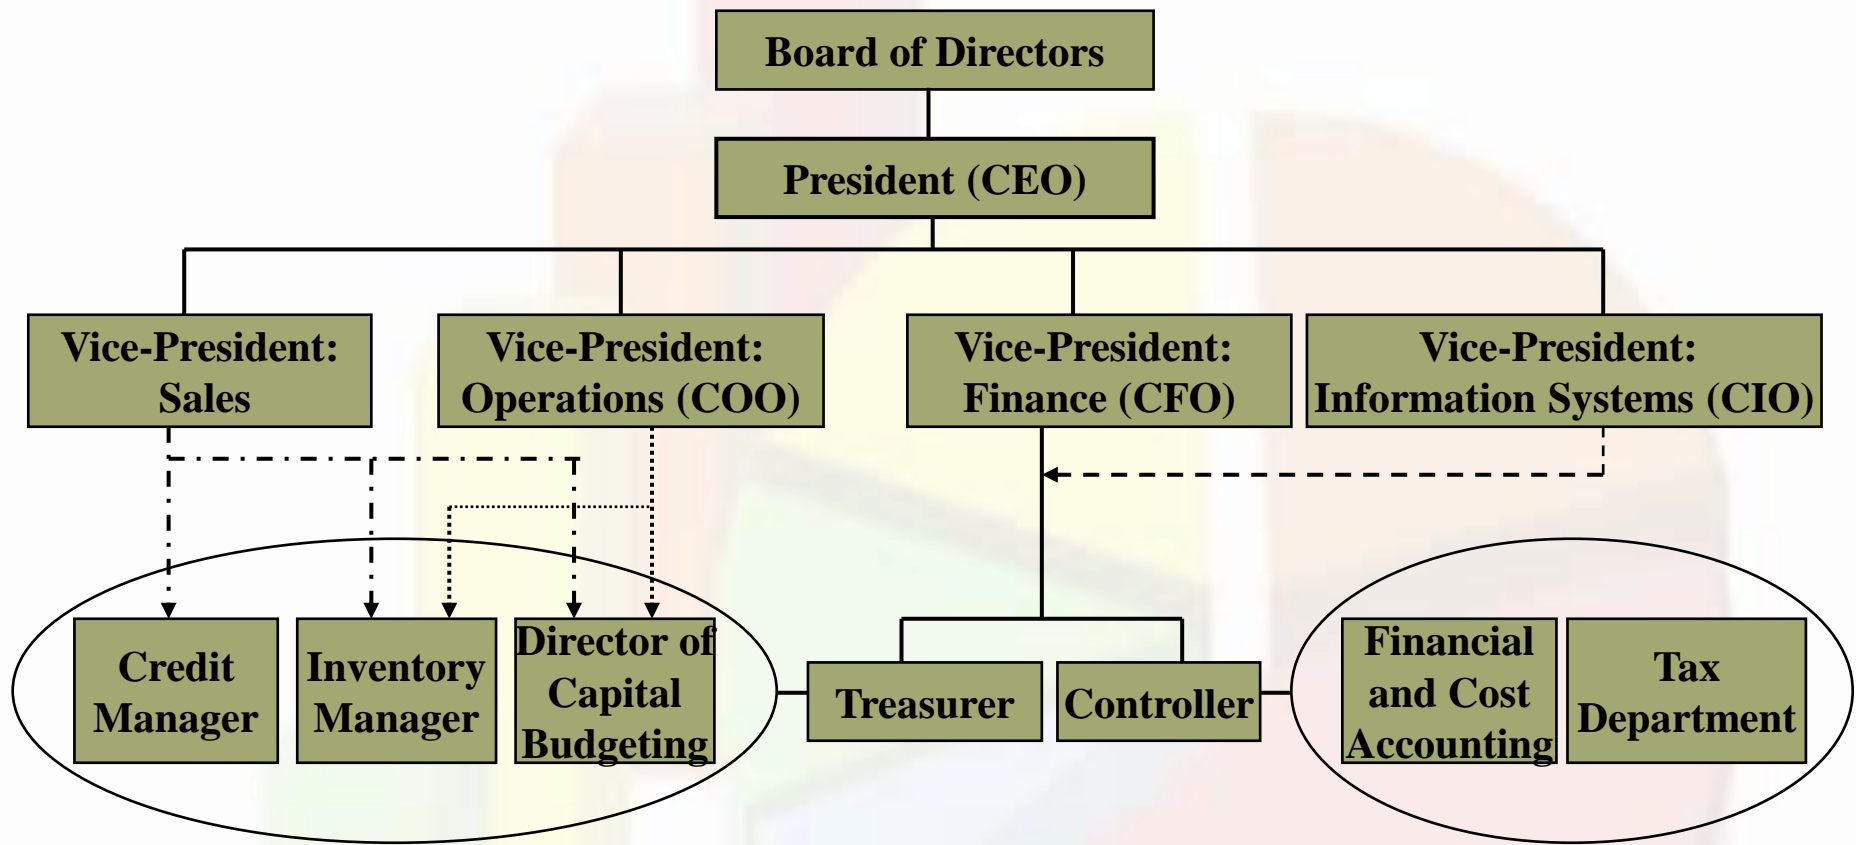 Board of Directors
President (CEO)
Vice-President:
Sales
Vice-President:
Operations (COO)
Vice-President:
Finance (CFO)
Vice-President:
Information Systems (CIO)
Credit
Manager
Inventory
Manager
Director of
Capital
Budgeting
Treasurer
Controller
Financial
and Cost
Accounting
Tax
Department